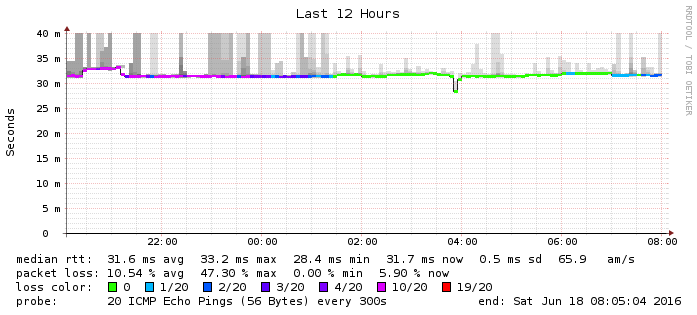 Last 12 Hours
RRDTOOL / TOBI OETIKER
Seconds
40 m
35 m
30 m
25 m
20 m
15 m
10 m
5 m
0
22:00 00:00 02:00 04:00 06:00 08:00
median rtt: 31.6 ms avg 33.2 ms max 28.4 ms min 31.7 ms now 0.5 ms sd 65.9 am/s
packet loss: 10.54 % avg 47.30 % max 0.00 % min 5.90 % now
loss color: 0 1/20 2/20 3/20 4/20 10/20 19/20
probe: 20 ICMP Echo Pings (56 Bytes) every 300s end: Sat Jun 18 08:05:04 2016